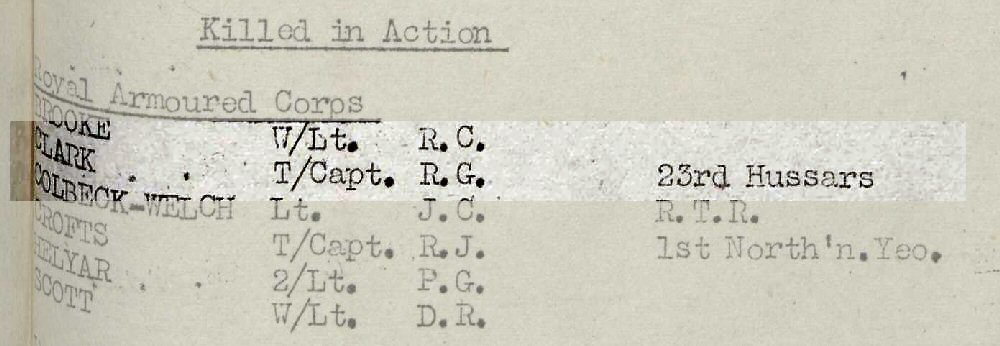 Killed in Action
Royal Armoured Corps
BROOKE W/Lt. R.C.
CLARK . . T/Capt. R.G. 23rd Hussars
COLBECK-WELCH Lt. J.C. R.T.R.
CROFTS T/Capt. R.J. 1st North'n.Yeo.
HELYAR 2/Lt. P.G.
SCOTT W/Lt. D.R.